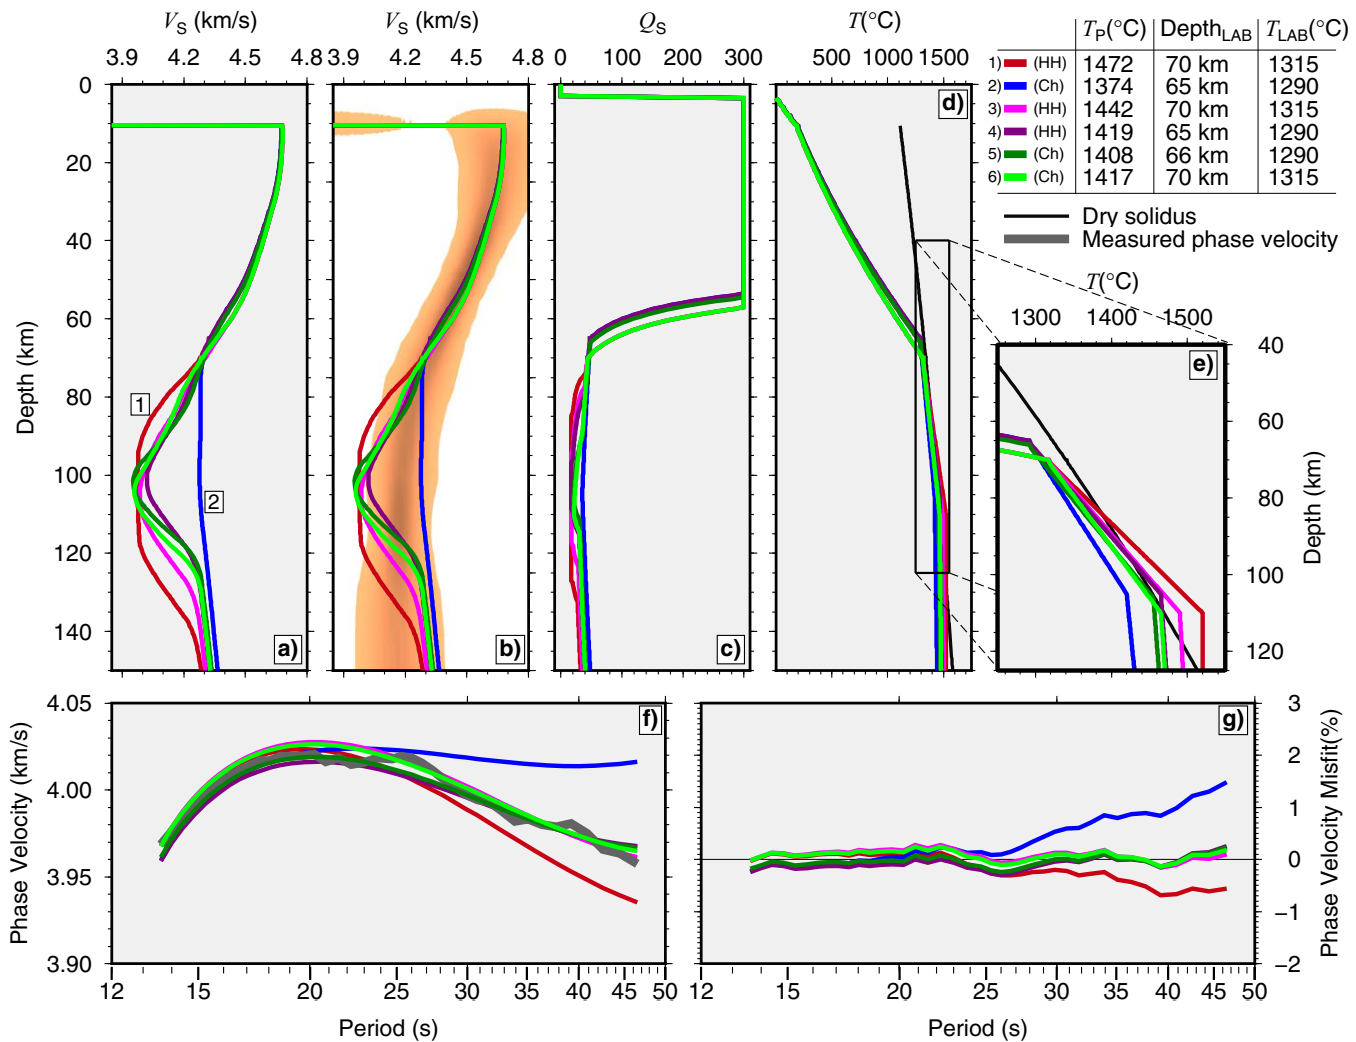 V_S (km/s)
3.9 4.2 4.5 4.8
V_S (km/s)
3.9 4.2 4.5 4.8
Q_S
0 100 200 300
T(°C)
500 1000 1500
T_P(°C) Depth_LAB T_LAB(°C)
1) (HH) 1472 70 km 1315
2) (Ch) 1374 65 km 1290
3) (HH) 1442 70 km 1315
4) (HH) 1419 65 km 1290
5) (Ch) 1408 66 km 1290
6) (Ch) 1417 70 km 1315
Dry solidus
Measured phase velocity
Depth (km)
0
20
40
60
80
100
120
140
1
2
a)
b)
c)
d)
T(°C)
1300 1400 1500
e)
40
60
80
100
120
Depth (km)
Phase Velocity (km/s)
4.05
4.00
3.95
3.90
f)
12 15 20 25 30 35 40 45 50
Period (s)
g)
3
2
1
0
−1
−2
Phase Velocity Misfit(%)
12 15 20 25 30 35 40 45 50
Period (s)